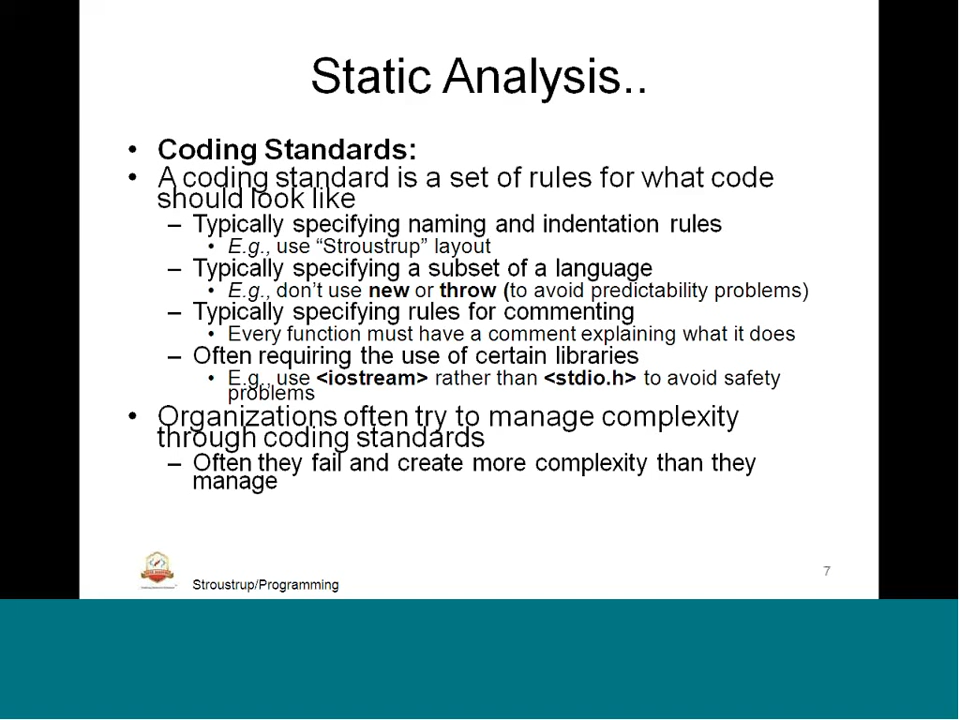 Static Analysis..
• Coding Standards:
• A coding standard is a set of rules for what code
should look like
– Typically specifying naming and indentation rules
• E.g., use “Stroustrup” layout
– Typically specifying a subset of a language
• E.g., don’t use new or throw (to avoid predictability problems)
– Typically specifying rules for commenting
• Every function must have a comment explaining what it does
– Often requiring the use of certain libraries
• E.g., use <iostream> rather than <stdio.h> to avoid safety
problems
• Organizations often try to manage complexity
through coding standards
– Often they fail and create more complexity than they
manage
Stroustrup/Programming
7